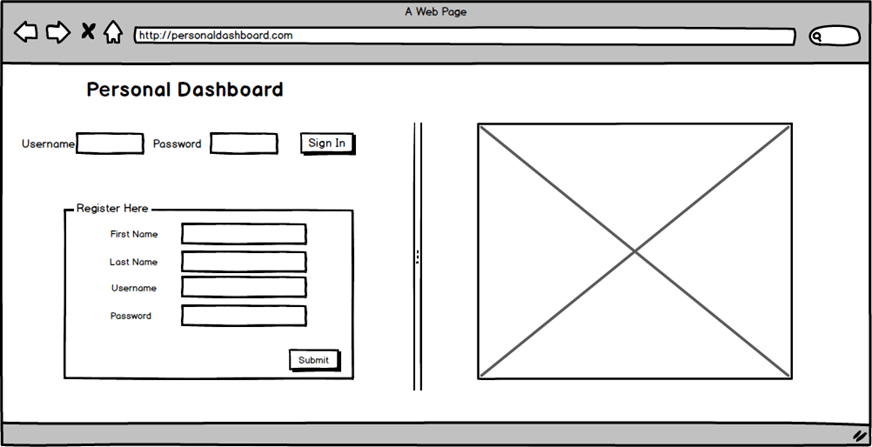 A Web Page
http://personaldashboard.com
Personal Dashboard
Username Password Sign In
Register Here
First Name
Last Name
Username
Password
Submit